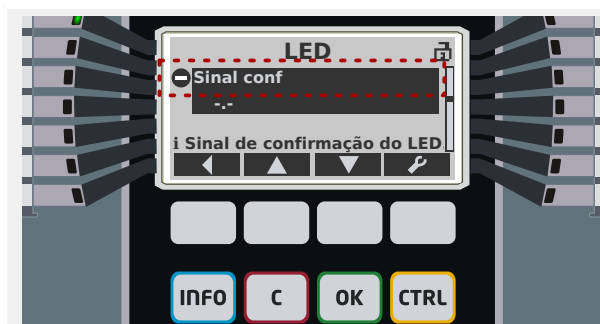 LED
Sinal conf
-.-
i Sinal de confirmação do LED
INFO
C
OK
CTRL